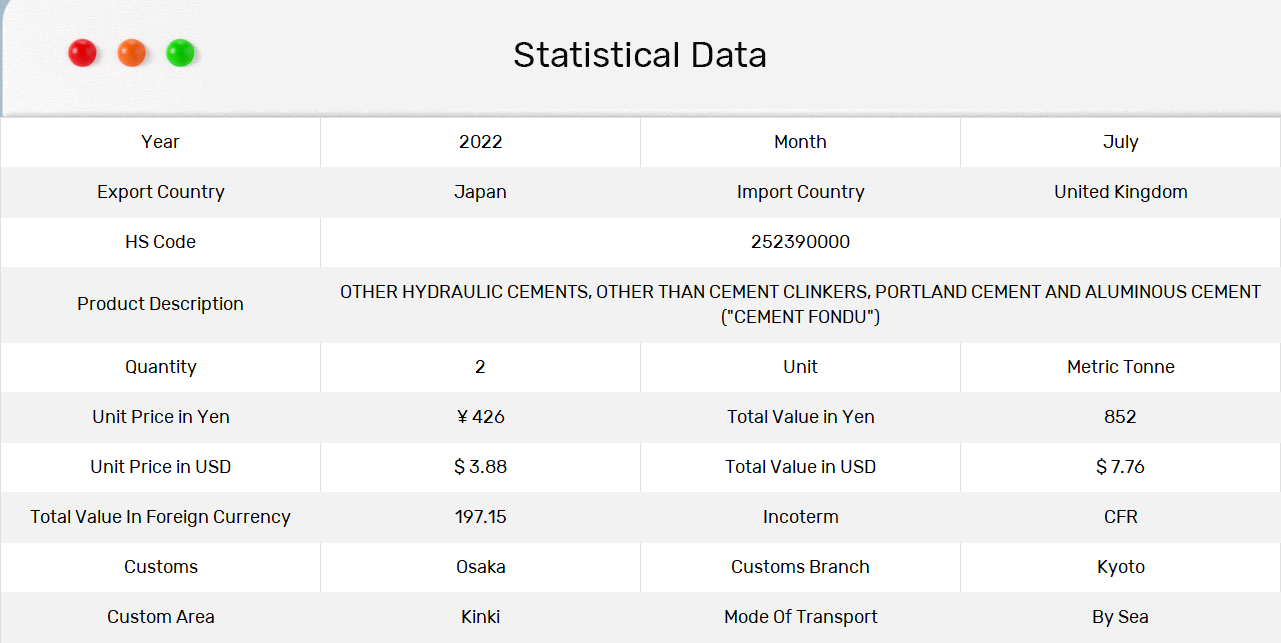 Statistical Data
Year 2022 Month July
Export Country Japan Import Country United Kingdom
HS Code 252390000
Product Description OTHER HYDRAULIC CEMENTS, OTHER THAN CEMENT CLINKERS, PORTLAND CEMENT AND ALUMINOUS CEMENT
("CEMENT FONDU")
Quantity 2 Unit Metric Tonne
Unit Price in Yen ¥ 426 Total Value in Yen 852
Unit Price in USD $ 3.88 Total Value in USD $ 7.76
Total Value In Foreign Currency 197.15 Incoterm CFR
Customs Osaka Customs Branch Kyoto
Custom Area Kinki Mode Of Transport By Sea